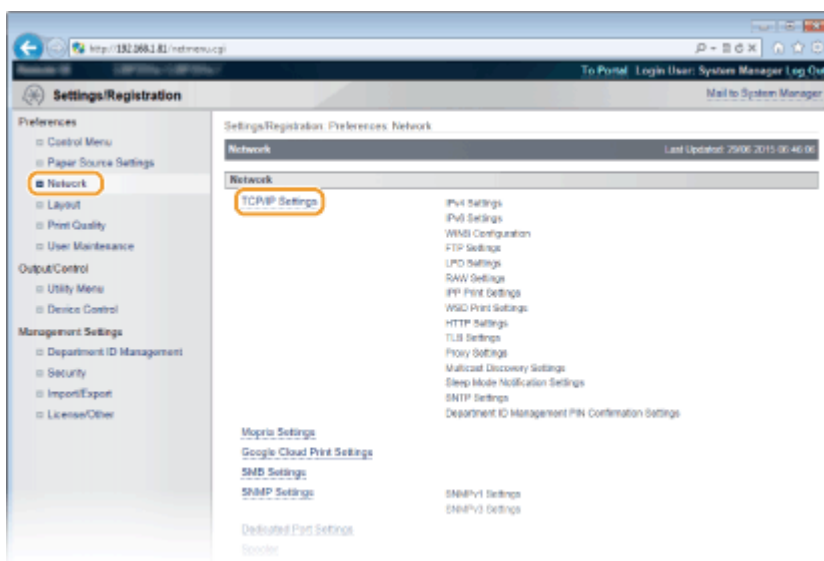 http://192.168.1.81/netmenu.cgi
To Portal Login User: System Manager Log Out
Settings/Registration
Mail to System Manager
Preferences
Control Menu
Paper Source Settings
Network
Layout
Print Quality
User Maintenance
Output/Control
Utility Menu
Device Control
Management Settings
Department ID Management
Security
Import/Export
License/Other
Settings/Registration: Preferences: Network
Network
Last Updated: 29/06 2015 06:46:06
Network
TCP/IP Settings
IPv4 Settings
IPv6 Settings
WINS Configuration
FTP Settings
LPD Settings
RAW Settings
IPP Print Settings
WSD Print Settings
HTTP Settings
TLS Settings
Proxy Settings
Multicast Discovery Settings
Sleep Mode Notification Settings
SNTP Settings
Department ID Management PIN Confirmation Settings
Mopria Settings
Google Cloud Print Settings
SMB Settings
SNMP Settings
SNMPv1 Settings
SNMPv3 Settings
Dedicated Port Settings
Spooler